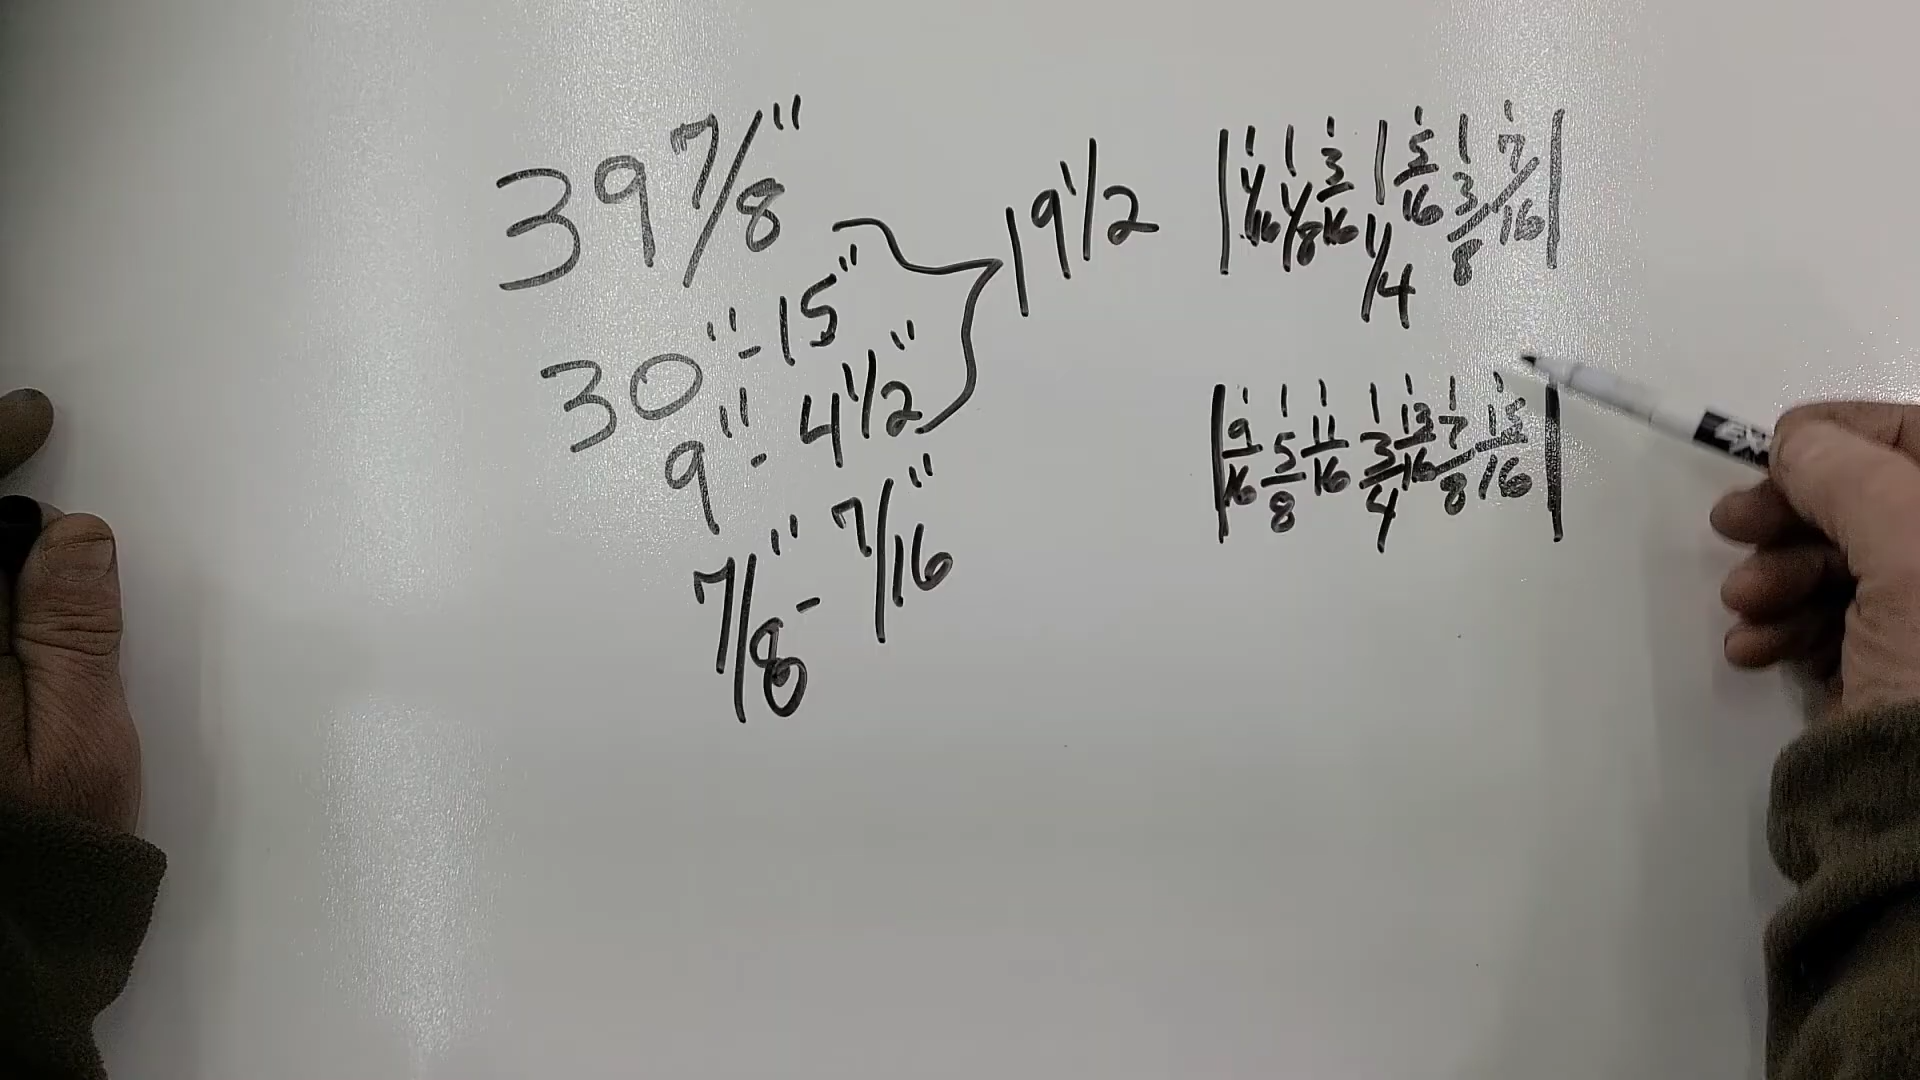 39 7/8"
30" - 15"
9" - 4 1/2"
19 1/2
7/8" - 7/16"
1/16 1/8 3/16 1/4 5/16 3/8 7/16
9/16 5/8 11/16 3/4 13/16 7/8 15/16